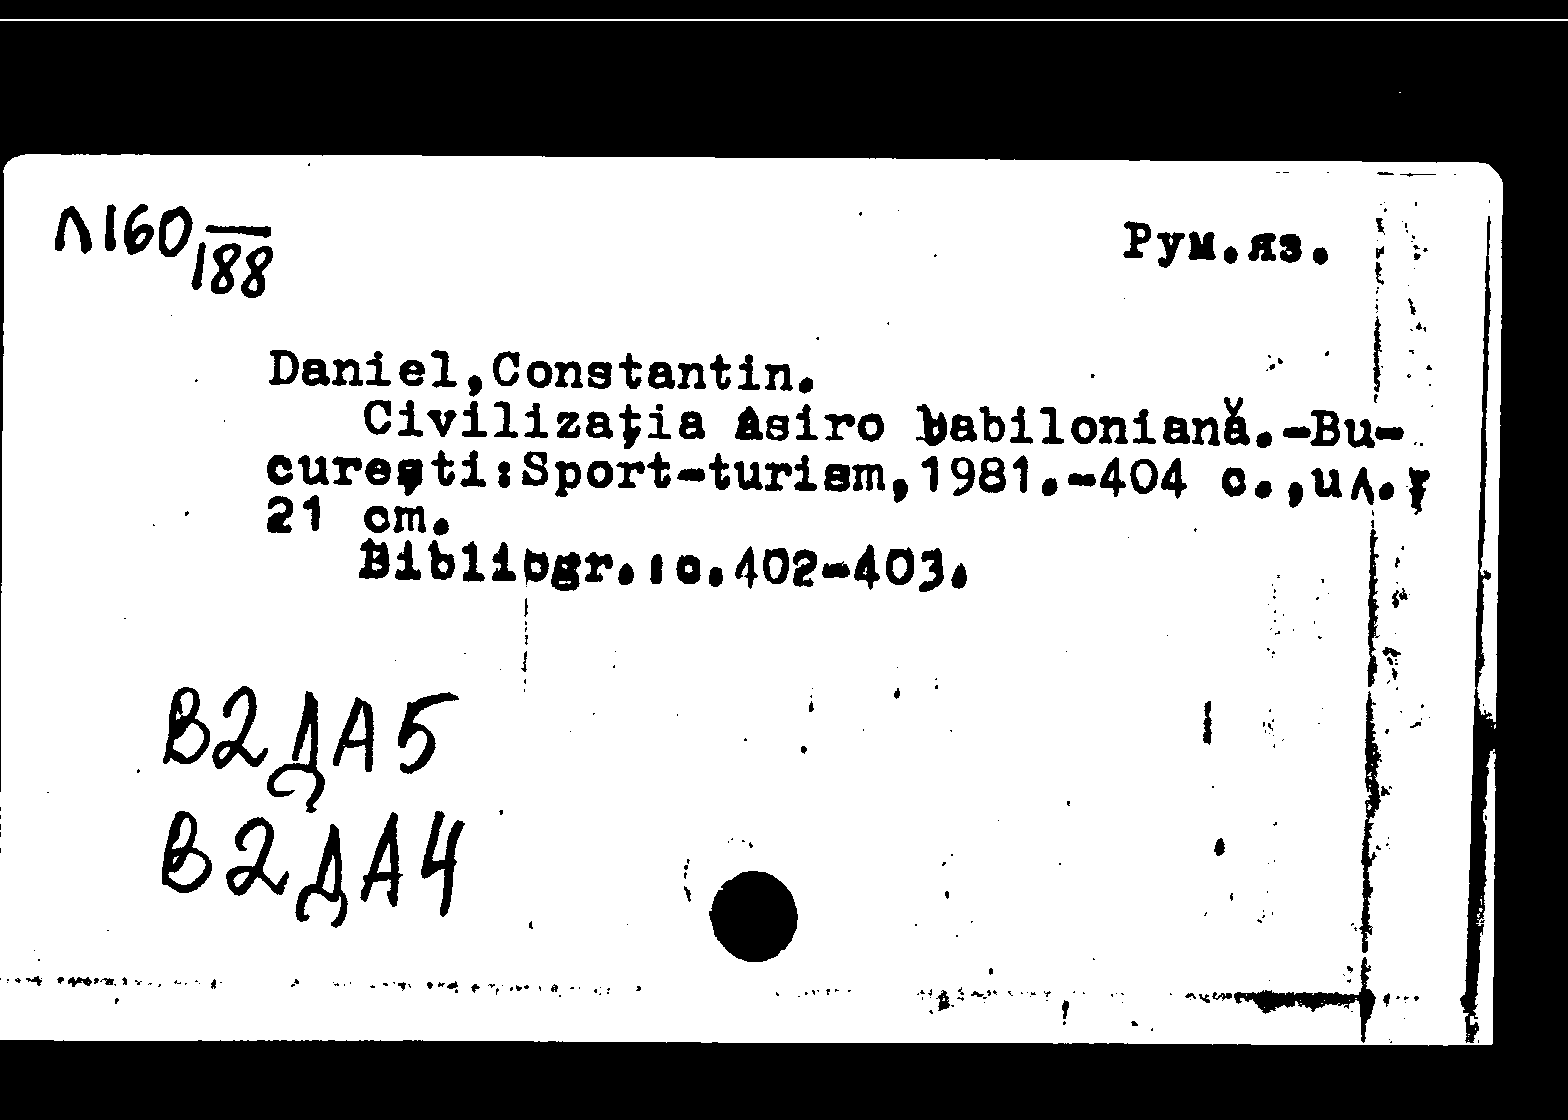 Л160/188
Рум.яз.
Daniel,Constantin.
Civilizaţia Asiro babiloniană.-Bu-
cureşti:Sport-turism,1981.-404 с.,ил.;
21 cm.
Bibliogr.:с.402-403.
В2ДА5
В2ДА4